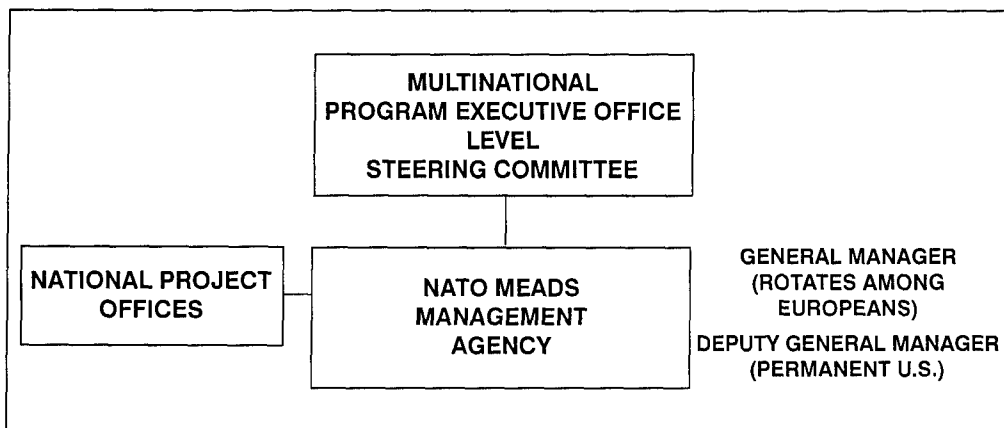 MULTINATIONAL
PROGRAM EXECUTIVE OFFICE
LEVEL
STEERING COMMITTEE
NATIONAL PROJECT
OFFICES
NATO MEADS
MANAGEMENT
AGENCY
GENERAL MANAGER
(ROTATES AMONG
EUROPEANS)
DEPUTY GENERAL MANAGER
(PERMANENT U.S.)